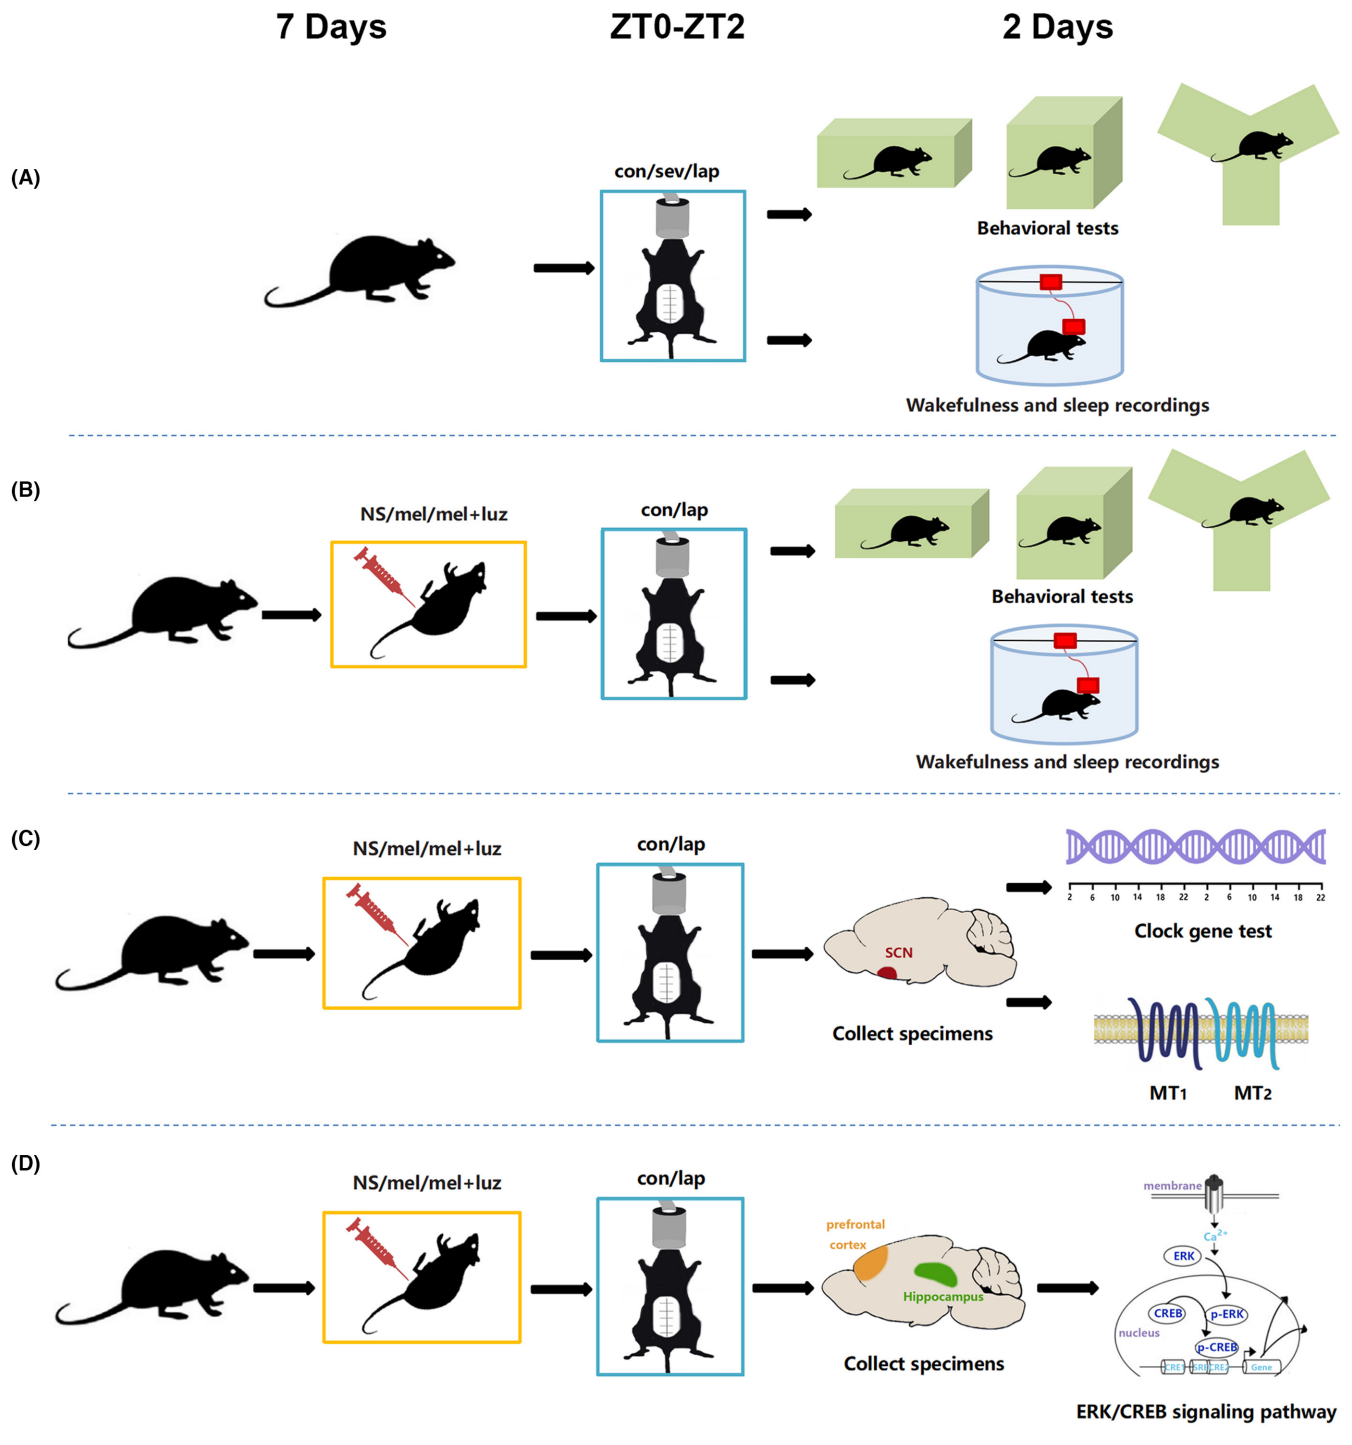 7 Days ZT0-ZT2 2 Days
(A)
con/sev/lap
Behavioral tests
Wakefulness and sleep recordings
(B)
NS/mel/mel+luz
con/lap
Behavioral tests
Wakefulness and sleep recordings
(C)
NS/mel/mel+luz
con/lap
SCN
Collect specimens
2 6 10 14 18 22 2 6 10 14 18 22
Clock gene test
MT1 MT2
(D)
NS/mel/mel+luz
con/lap
prefrontal
cortex
Hippocampus
Collect specimens
membrane
Ca2+
ERK
CREB p-ERK
nucleus
p-CREB
Gene
ERK/CREB signaling pathway